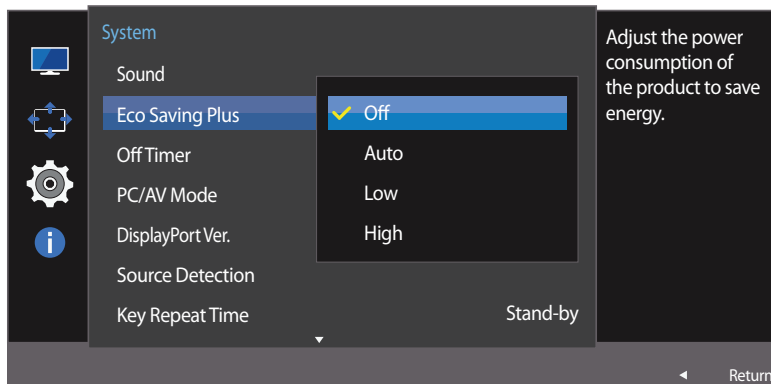 System
Sound
Eco Saving Plus
Off Timer
PC/AV Mode
DisplayPort Ver.
Source Detection
Key Repeat Time
Off
Auto
Low
High
Stand-by
Adjust the power
consumption of
the product to save
energy.
Return